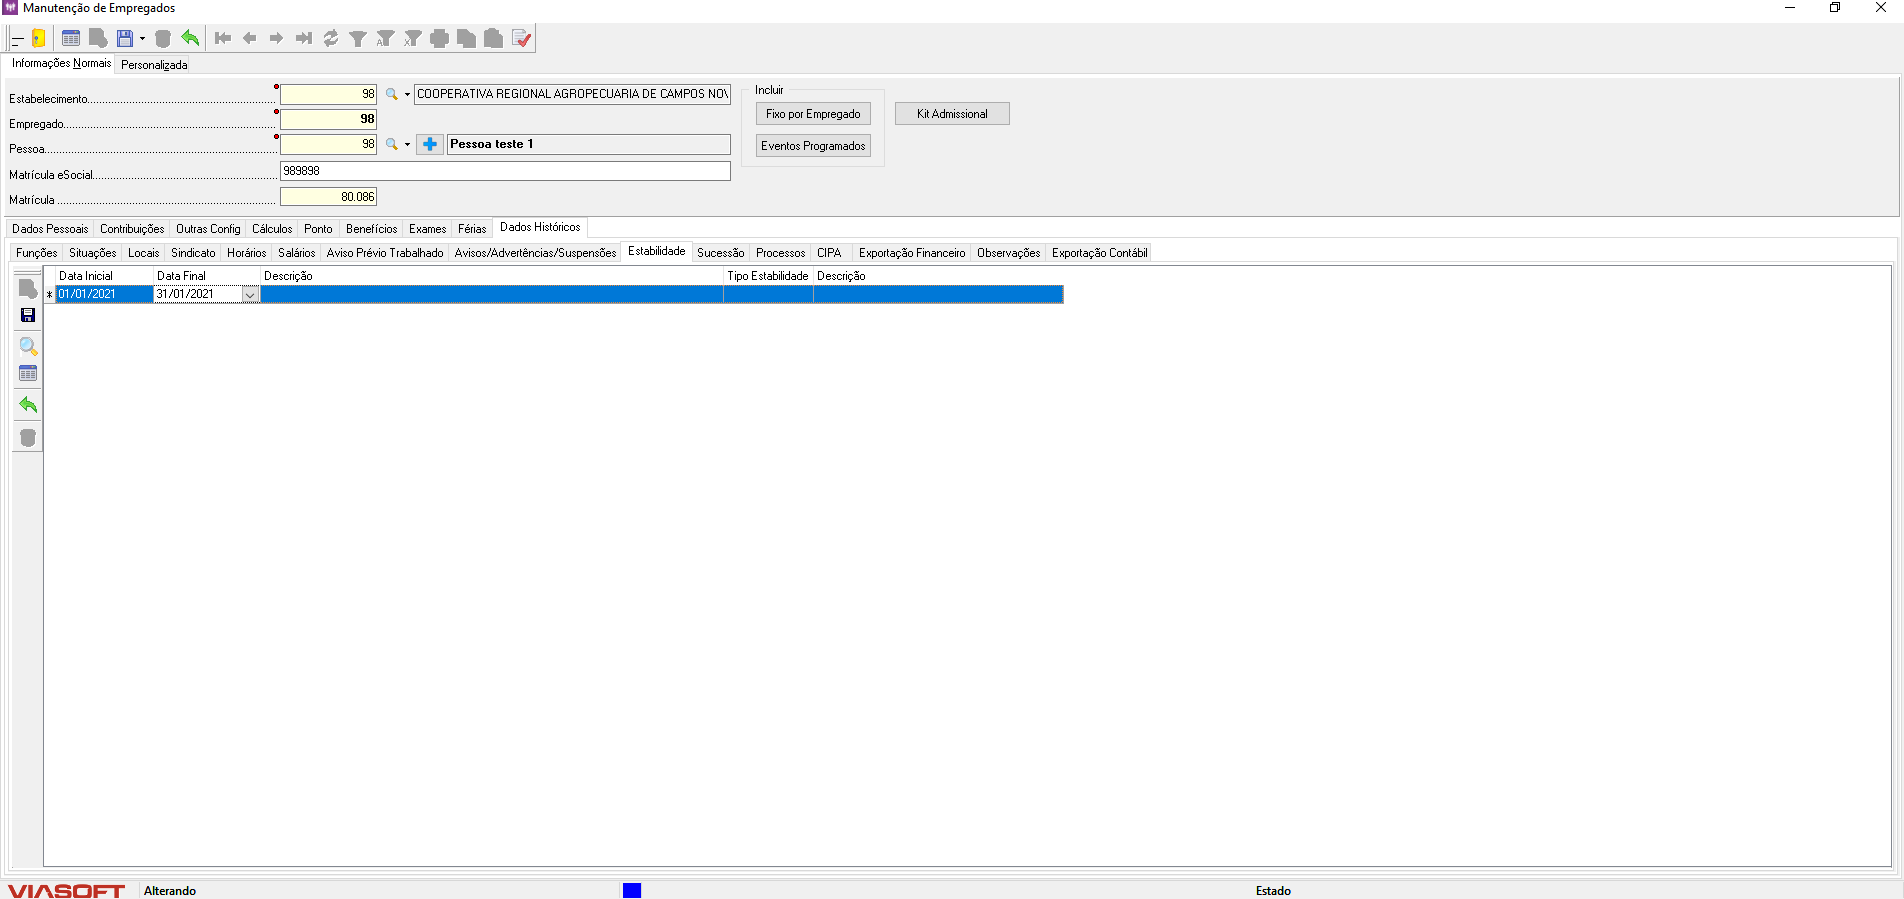 Manutenção de Empregados
Informações Normais Personalizada
Estabelecimento 98 COOPERATIVA REGIONAL AGROPECUARIA DE CAMPOS NOV
Incluir
Fixo por Empregado Kit Admissional
Empregado 98
Pessoa 98 Pessoa teste 1
Eventos Programados
Matrícula eSocial 989898
Matrícula 80.086
Dados Pessoais Contribuições Outras Config Cálculos Ponto Benefícios Exames Férias Dados Históricos
Funções Situações Locais Sindicato Horários Salários Aviso Prévio Trabalhado Avisos/Advertências/Suspensões Estabilidade Sucessão Processos CIPA Exportação Financeiro Observações Exportação Contábil
Data Inicial Data Final Descrição Tipo Estabilidade Descrição
* 01/01/2021 31/01/2021
VIASOFT Alterando Estado